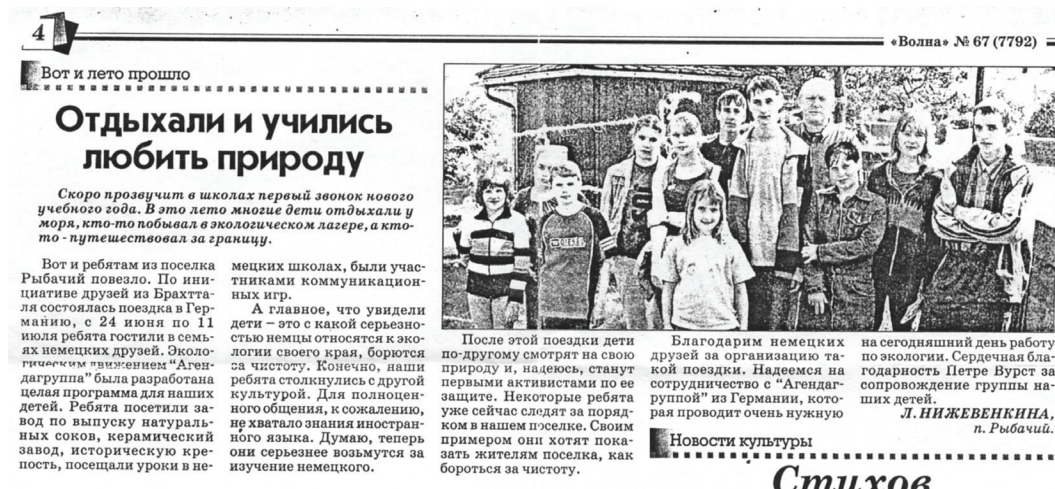 4
«Волна» № 67 (7792)
Вот и лето прошло
Отдыхали и учились
любить природу
Скоро прозвучит в школах первый звонок нового
учебного года. В это лето многие дети отдыхали у
моря, кто-то побывал в экологическом лагере, а кто-
то - путешествовал за границу.
Вот и ребятам из поселка
Рыбачий повезло. По ини-
циативе друзей из Брахтта-
ля состоялась поездка в Гер-
манию, с 24 июня по 11
июля ребята гостили в семь-
ях немецких друзей. Эколо-
гическим движением "Аген-
дагруппа" была разработана
целая программа для наших
детей. Ребята посетили за-
вод по выпуску натураль-
ных соков, керамический
завод, историческую кре-
пость, посещали уроки в не-
мецких школах, были учас-
тниками коммуникацион-
ных игр.
А главное, что увидели
дети – это с какой серьезно-
стью немцы относятся к эко-
логии своего края, борются
за чистоту. Конечно, наши
ребята столкнулись с другой
культурой. Для полноцен-
ного общения, к сожалению,
не хватало знания иностран-
ного языка. Думаю, теперь
они серьезнее возьмутся за
изучение немецкого.
После этой поездки дети
по-другому смотрят на свою
природу и, надеюсь, станут
первыми активистами по ее
защите. Некоторые ребята
уже сейчас следят за поряд-
ком в нашем поселке. Своим
примером они хотят пока-
зать жителям поселка, как
бороться за чистоту.
Благодарим немецких
друзей за организацию та-
кой поездки. Надеемся на
сотрудничество с "Агендаг-
руппой" из Германии, кото-
рая проводит очень нужную
на сегодняшний день работу
по экологии. Сердечная бла-
годарность Петре Вурст за
сопровождение группы на-
ших детей.
Л. НИЖЕВЕНКИНА,
п. Рыбачий.
Новости культуры
Стихов